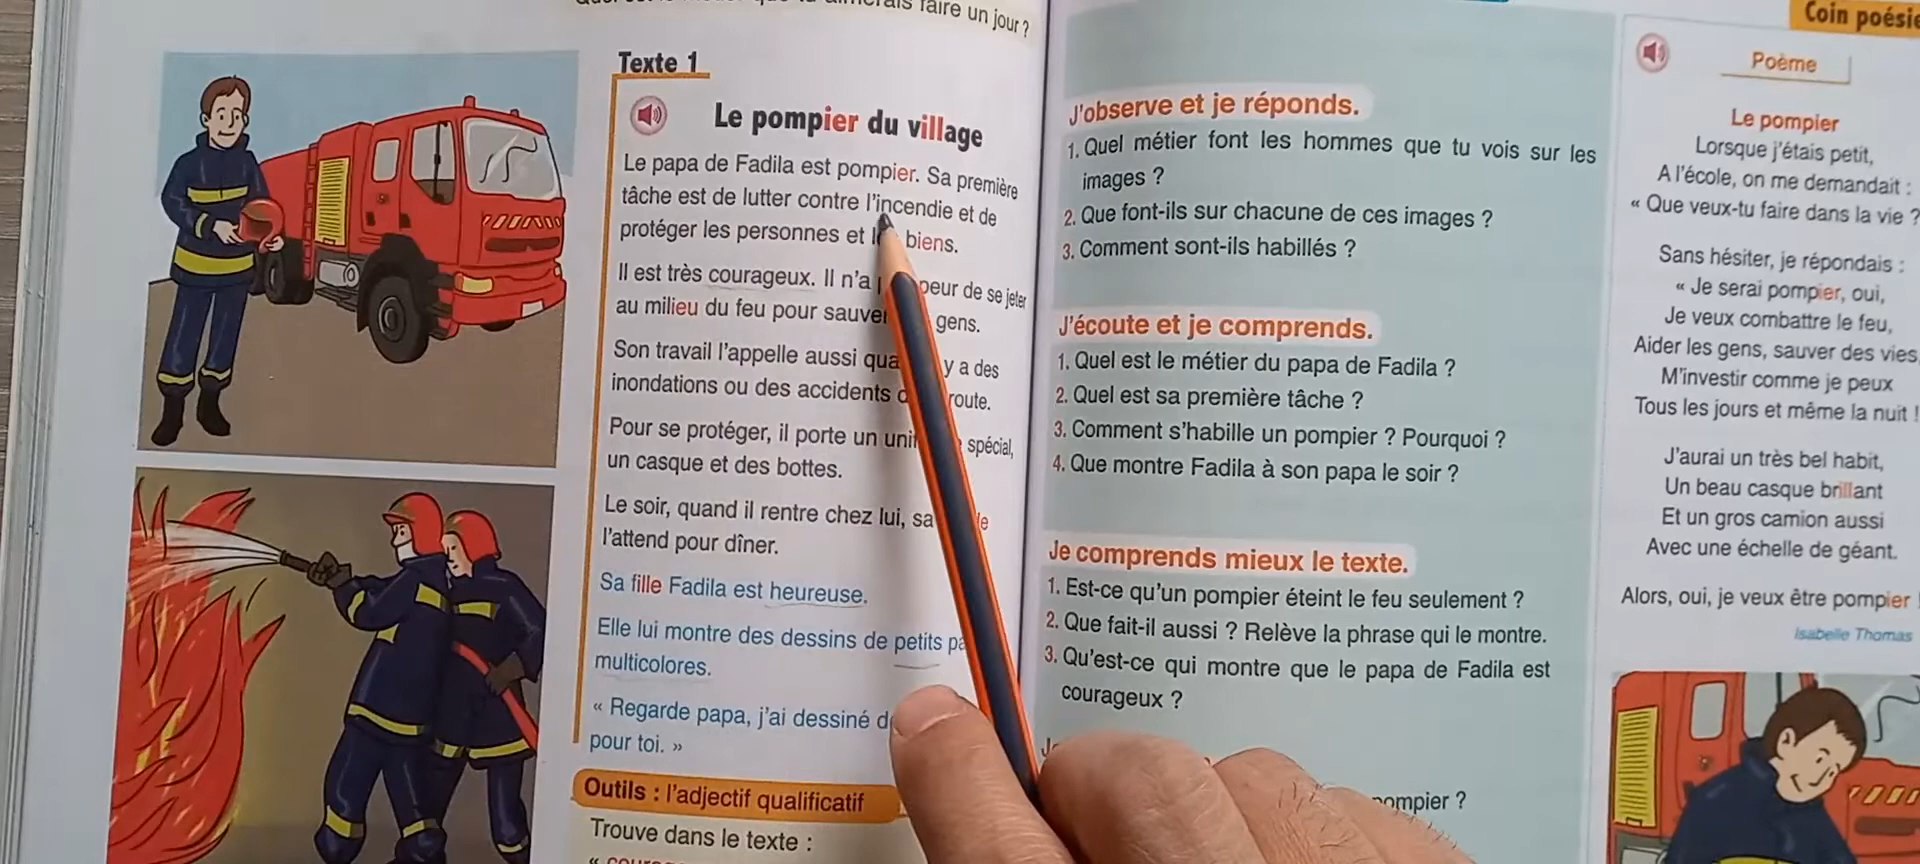 faire un jour ?
Texte 1
Le pompier du village
Le papa de Fadila est pompier. Sa première
tâche est de lutter contre l'incendie et de
protéger les personnes et biens.
Il est très courageux. Il n'a peur de se jeter
au milieu du feu pour sauver gens.
Son travail l'appelle aussi y a des
inondations ou des accidents route.
Pour se protéger, il porte un spécial,
un casque et des bottes.
Le soir, quand il rentre chez lui, sa
l'attend pour dîner.
Sa fille Fadila est heureuse.
Elle lui montre des dessins de petits
multicolores.
« Regarde papa, j'ai dessiné
pour toi. »
Outils : l'adjectif qualificatif
Trouve dans le texte :
J'observe et je réponds.
1. Quel métier font les hommes que tu vois sur les
images ?
2. Que font-ils sur chacune de ces images ?
3. Comment sont-ils habillés ?
J'écoute et je comprends.
1. Quel est le métier du papa de Fadila ?
2. Quel est sa première tâche ?
3. Comment s'habille un pompier ? Pourquoi ?
4. Que montre Fadila à son papa le soir ?
Je comprends mieux le texte.
1. Est-ce qu'un pompier éteint le feu seulement ?
2. Que fait-il aussi ? Relève la phrase qui le montre.
3. Qu'est-ce qui montre que le papa de Fadila est
courageux ?
pompier ?
Coin poésie
Poème
Le pompier
Lorsque j'étais petit,
A l'école, on me demandait :
« Que veux-tu faire dans la vie ?
Sans hésiter, je répondais :
« Je serai pompier, oui,
Je veux combattre le feu,
Aider les gens, sauver des vies,
M'investir comme je peux
Tous les jours et même la nuit !
J'aurai un très bel habit,
Un beau casque brillant
Et un gros camion aussi
Avec une échelle de géant.
Alors, oui, je veux être pompier !
Isabelle Thomas